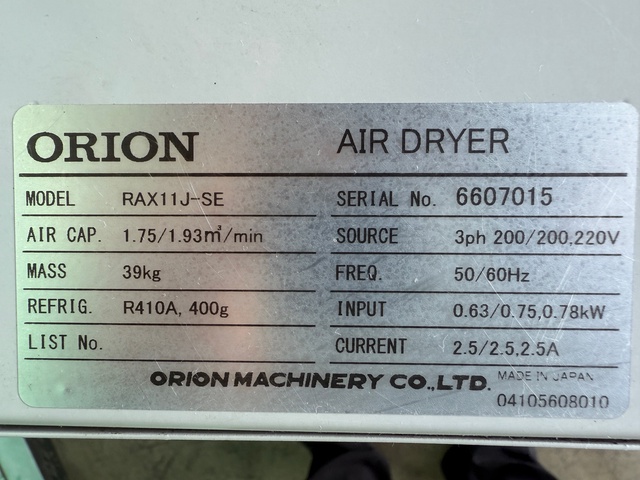 ORION AIR DRYER
MODEL RAX11J-SE SERIAL No. 6607015
AIR CAP. 1.75/1.93m³/min SOURCE 3ph 200/200,220V
MASS 39kg FREQ. 50/60Hz
REFRIG. R410A, 400g INPUT 0.63/0.75,0.78kW
LIST No. CURRENT 2.5/2.5,2.5A
ORION MACHINERY CO.,LTD. MADE IN JAPAN
04105608010